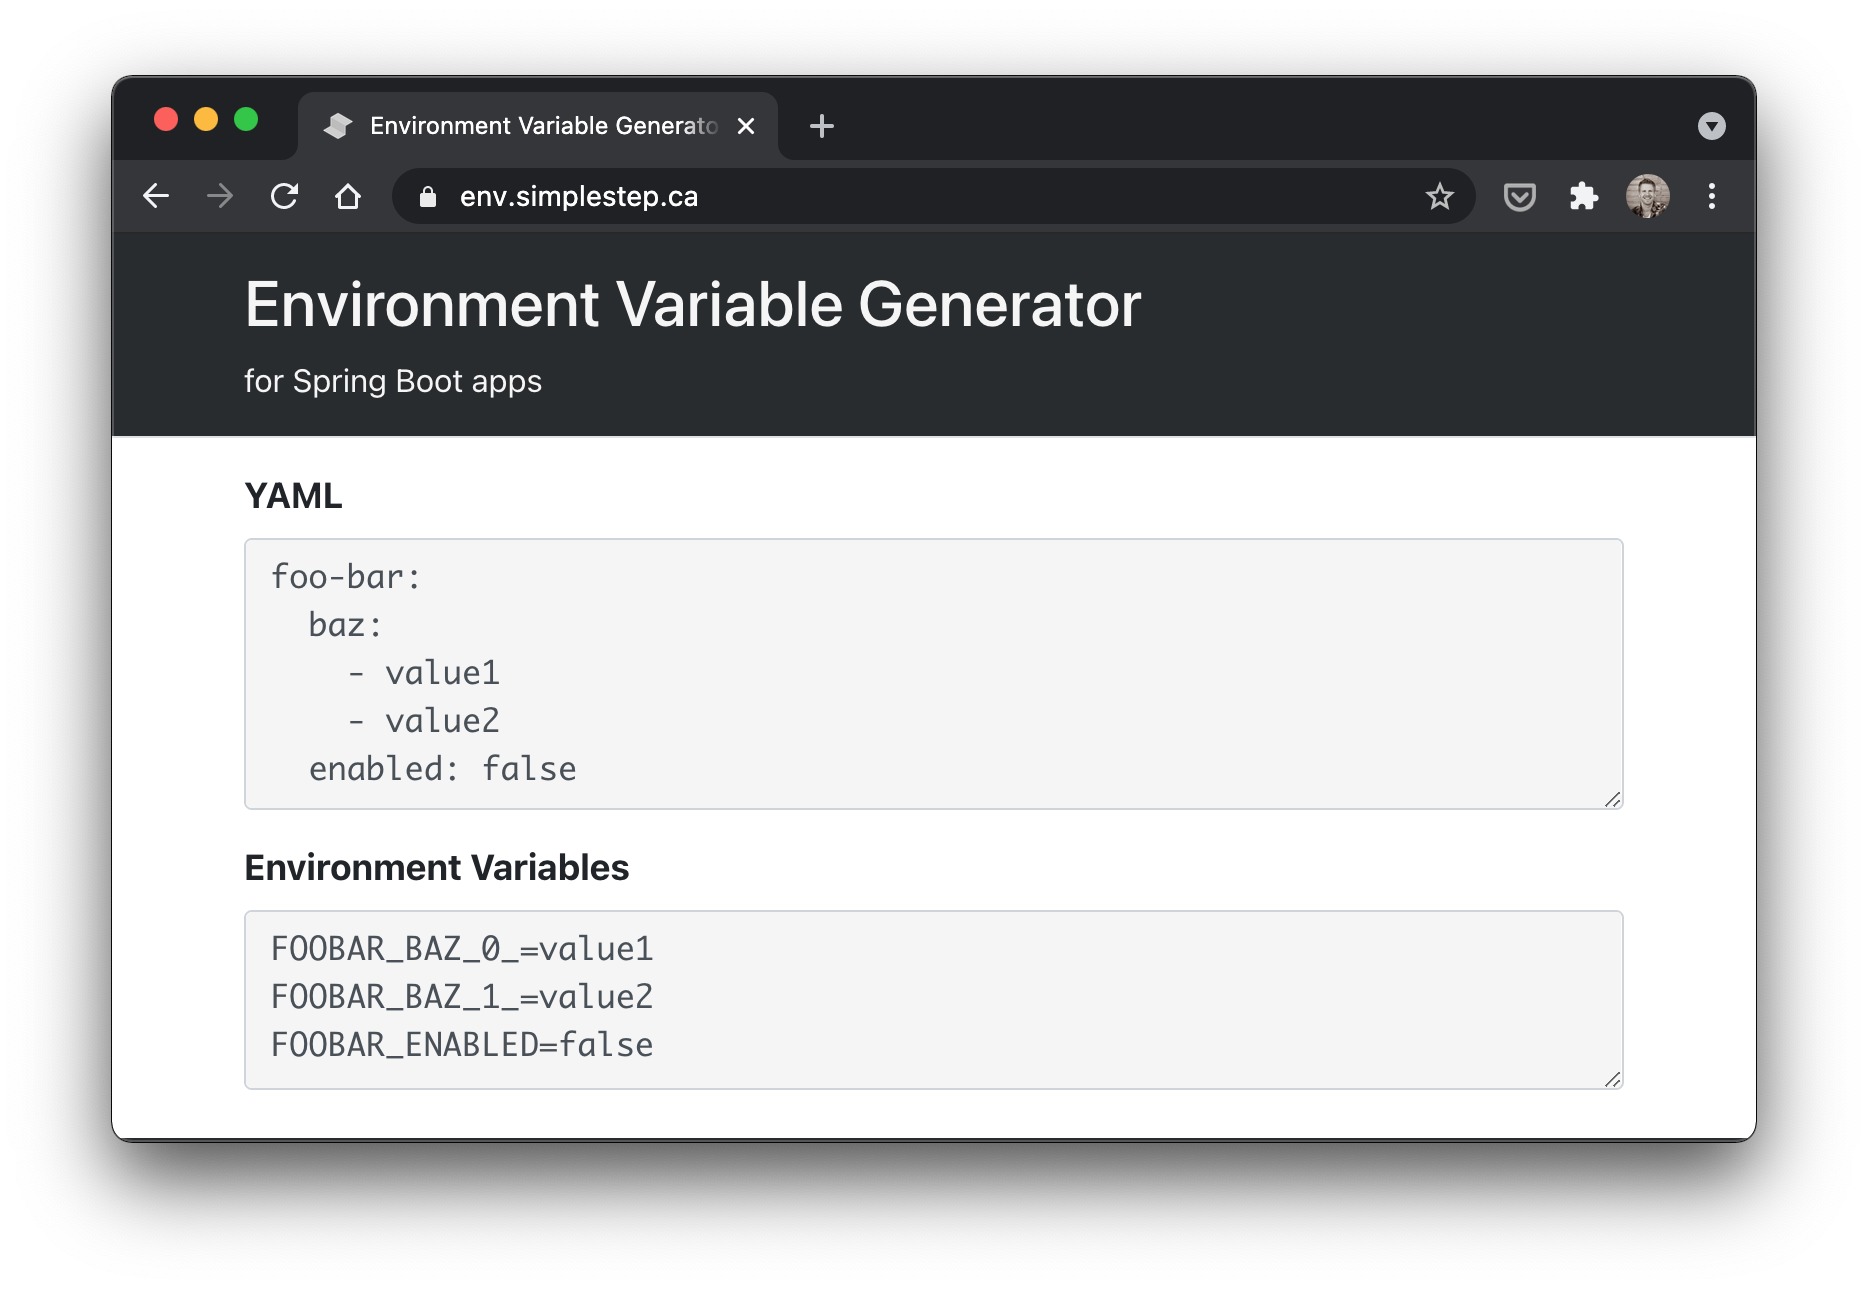 Environment Variable Generato
env.simplestep.ca
Environment Variable Generator
for Spring Boot apps
YAML
foo-bar:
  baz:
    - value1
    - value2
  enabled: false
Environment Variables
FOOBAR_BAZ_0_=value1
FOOBAR_BAZ_1_=value2
FOOBAR_ENABLED=false